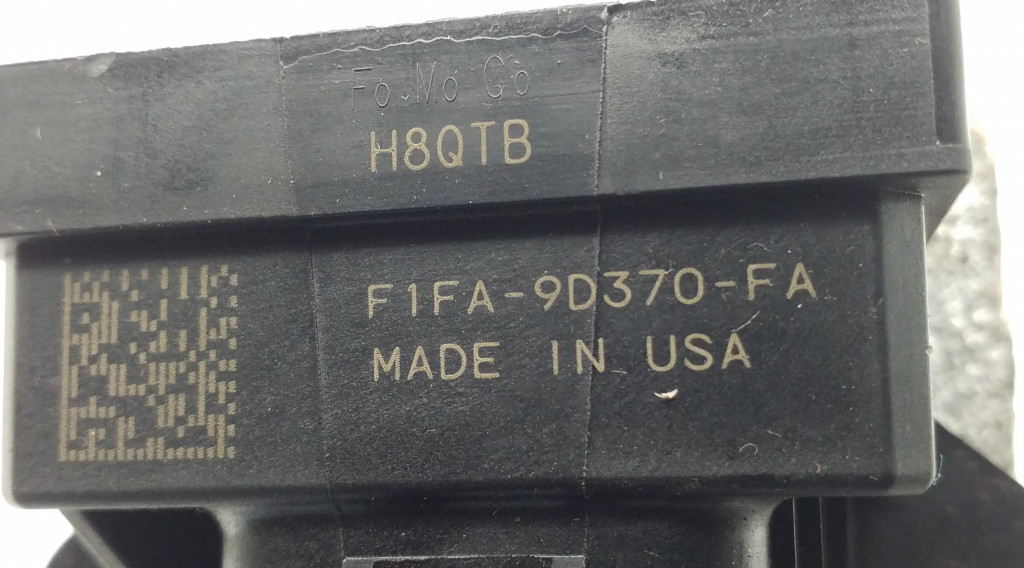 Fo Mo Co
H8QTB
F1FA-9D370-FA
MADE IN USA